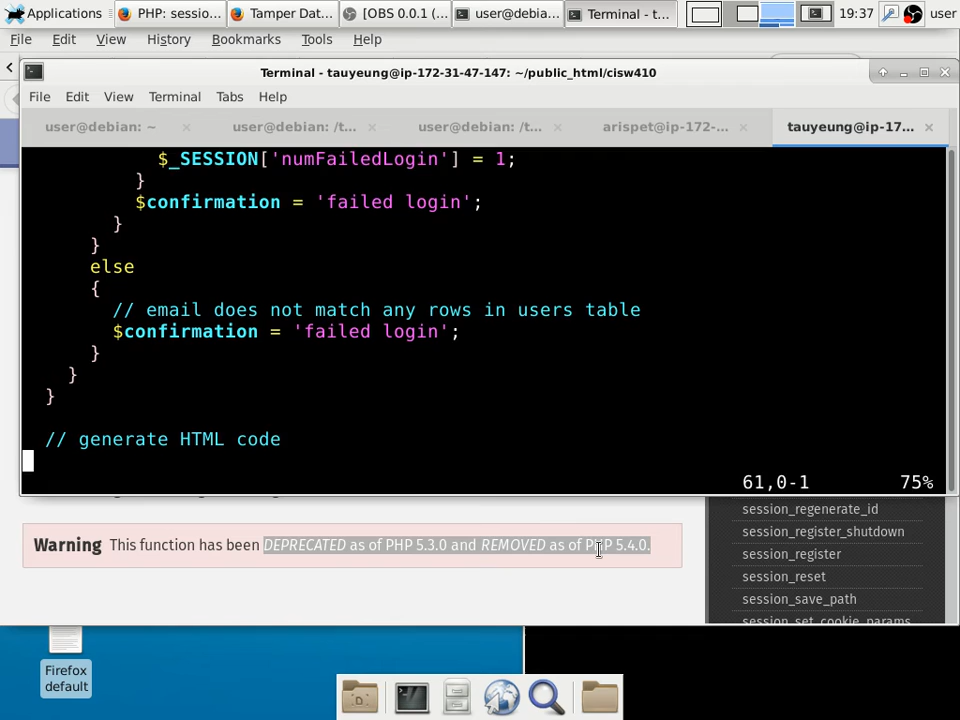 Applications PHP: sessio... Tamper Dat... [OBS 0.0.1 (... user@debia... Terminal - t... 19:37 user
File Edit View History Bookmarks Tools Help
Terminal - tauyeung@ip-172-31-47-147: ~/public_html/cisw410
File Edit View Terminal Tabs Help
user@debian: ~ user@debian: /t... user@debian: /t... arispet@ip-172-... tauyeung@ip-17...
$_SESSION['numFailedLogin'] = 1;
}
$confirmation = 'failed login';
}
}
else
{
// email does not match any rows in users table
$confirmation = 'failed login';
}
}
}
// generate HTML code
61,0-1 75%
session_regenerate_id
session_register_shutdown
Warning This function has been DEPRECATED as of PHP 5.3.0 and REMOVED as of PHP 5.4.0.
session_register
session_reset
session_save_path
session_set_cookie_params
Firefox
default